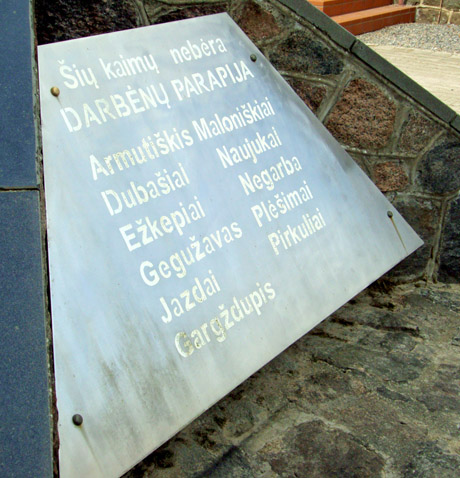 Šių kaimų nebėra
DARBĖNŲ PARAPIJA
Armutiškis Maloniškiai
Dubašiai Naujukai
Ežkepiai Negarba
Gegužavas Plėšimai
Jazdai Pirkuliai
Gargždupis